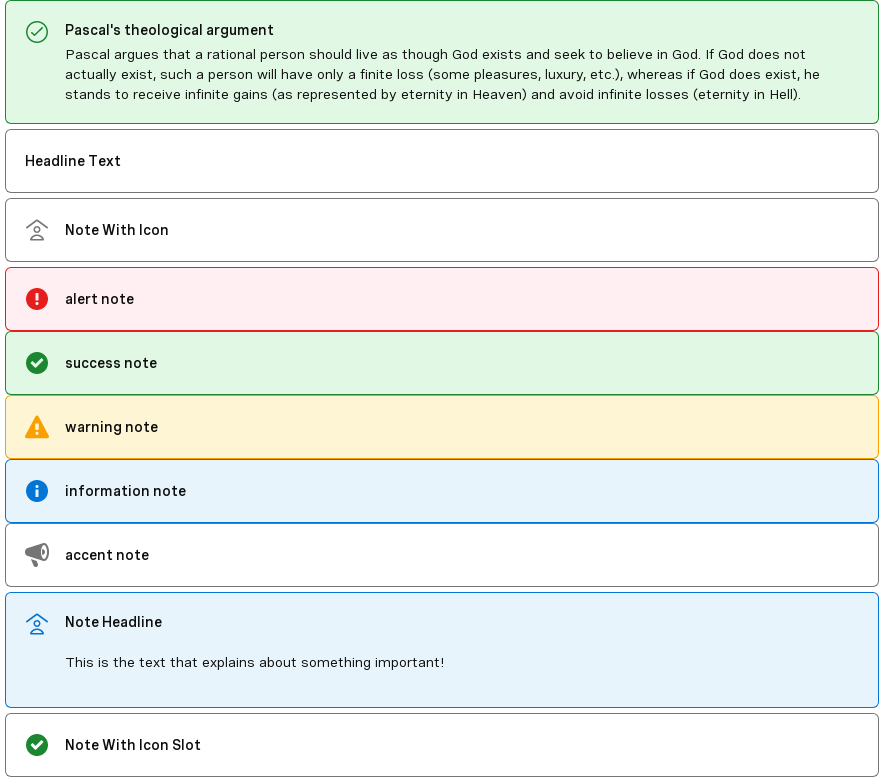 Pascal's theological argument
Pascal argues that a rational person should live as though God exists and seek to believe in God. If God does not
actually exist, such a person will have only a finite loss (some pleasures, luxury, etc.), whereas if God does exist, he
stands to receive infinite gains (as represented by eternity in Heaven) and avoid infinite losses (eternity in Hell).
Headline Text
Note With Icon
alert note
success note
warning note
information note
accent note
Note Headline
This is the text that explains about something important!
Note With Icon Slot